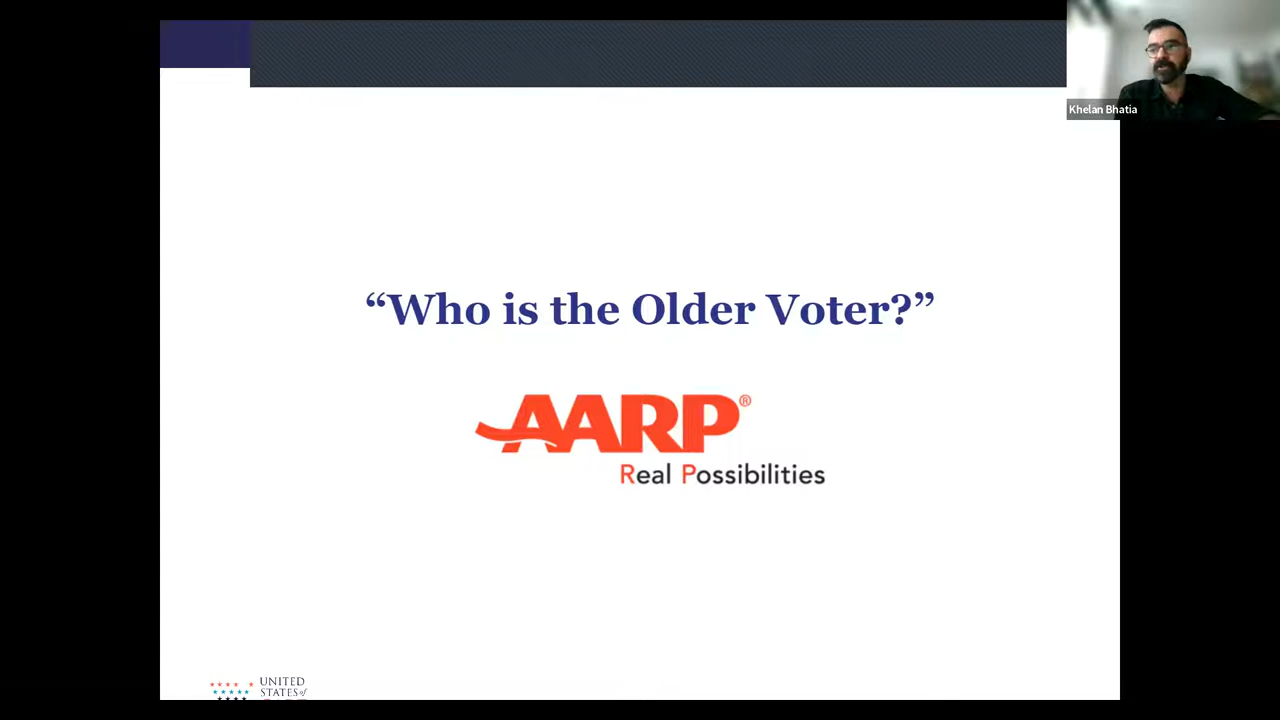 Khelan Bhatia
“Who is the Older Voter?”
AARP®
Real Possibilities
UNITED
STATES of